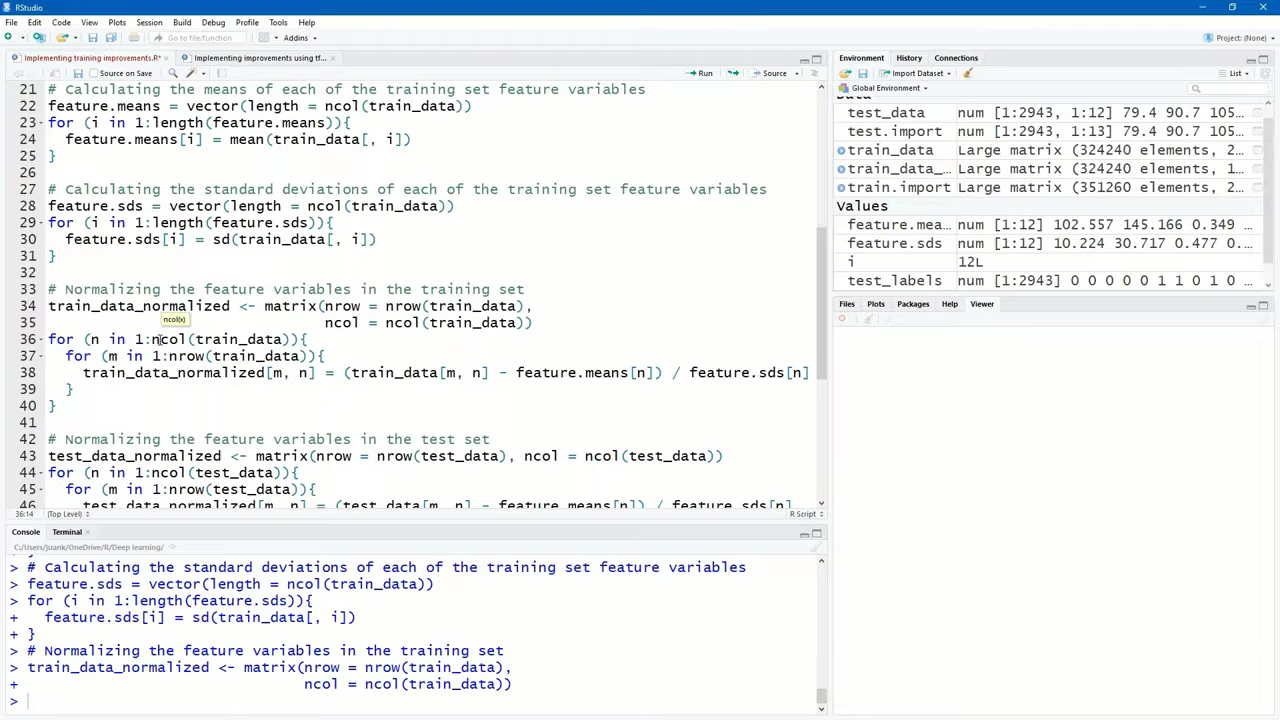 RStudio
File Edit Code View Plots Session Build Debug Profile Tools Help
Go to file/function Addins Project: (None)
Implementing training improvements.R* Implementing improvements using tf...
Source on Save Run Source
21 # Calculating the means of each of the training set feature variables
22 feature.means = vector(length = ncol(train_data))
23 for (i in 1:length(feature.means)){
24 feature.means[i] = mean(train_data[, i])
25 }
26
27 # Calculating the standard deviations of each of the training set feature variables
28 feature.sds = vector(length = ncol(train_data))
29 for (i in 1:length(feature.sds)){
30 feature.sds[i] = sd(train_data[, i])
31 }
32
33 # Normalizing the feature variables in the training set
34 train_data_normalized <- matrix(nrow = nrow(train_data),
ncol(x)
35 ncol = ncol(train_data))
36 for (n in 1:ncol(train_data)){
37 for (m in 1:nrow(train_data)){
38 train_data_normalized[m, n] = (train_data[m, n] - feature.means[n]) / feature.sds[n]
39 }
40 }
41
42 # Normalizing the feature variables in the test set
43 test_data_normalized <- matrix(nrow = nrow(test_data), ncol = ncol(test_data))
44 for (n in 1:ncol(test_data)){
45 for (m in 1:nrow(test_data)){
46 test_data_normalized[m, n] = (test_data[m, n] - feature.means[n]) / feature.sds[n]
36:14 (Top Level) R Script
Console Terminal
C:/Users/juank/OneDrive/R/Deep learning/
> # Calculating the standard deviations of each of the training set feature variables
> feature.sds = vector(length = ncol(train_data))
> for (i in 1:length(feature.sds)){
+ feature.sds[i] = sd(train_data[, i])
+ }
> # Normalizing the feature variables in the training set
> train_data_normalized <- matrix(nrow = nrow(train_data),
+ ncol = ncol(train_data))
>
Environment History Connections
Import Dataset List
Global Environment
Data
test_data num [1:2943, 1:12] 79.4 90.7 105...
test.import num [1:2943, 1:13] 79.4 90.7 105...
train_data Large matrix (324240 elements, 2...
train_data_... Large matrix (324240 elements, 1...
train.import Large matrix (351260 elements, 2...
Values
feature.mea... num [1:12] 102.557 145.166 0.349 ...
feature.sds num [1:12] 10.224 30.717 0.477 0....
i 12L
test_labels num [1:2943] 0 0 0 0 0 1 1 0 1 0 ...
Files Plots Packages Help Viewer